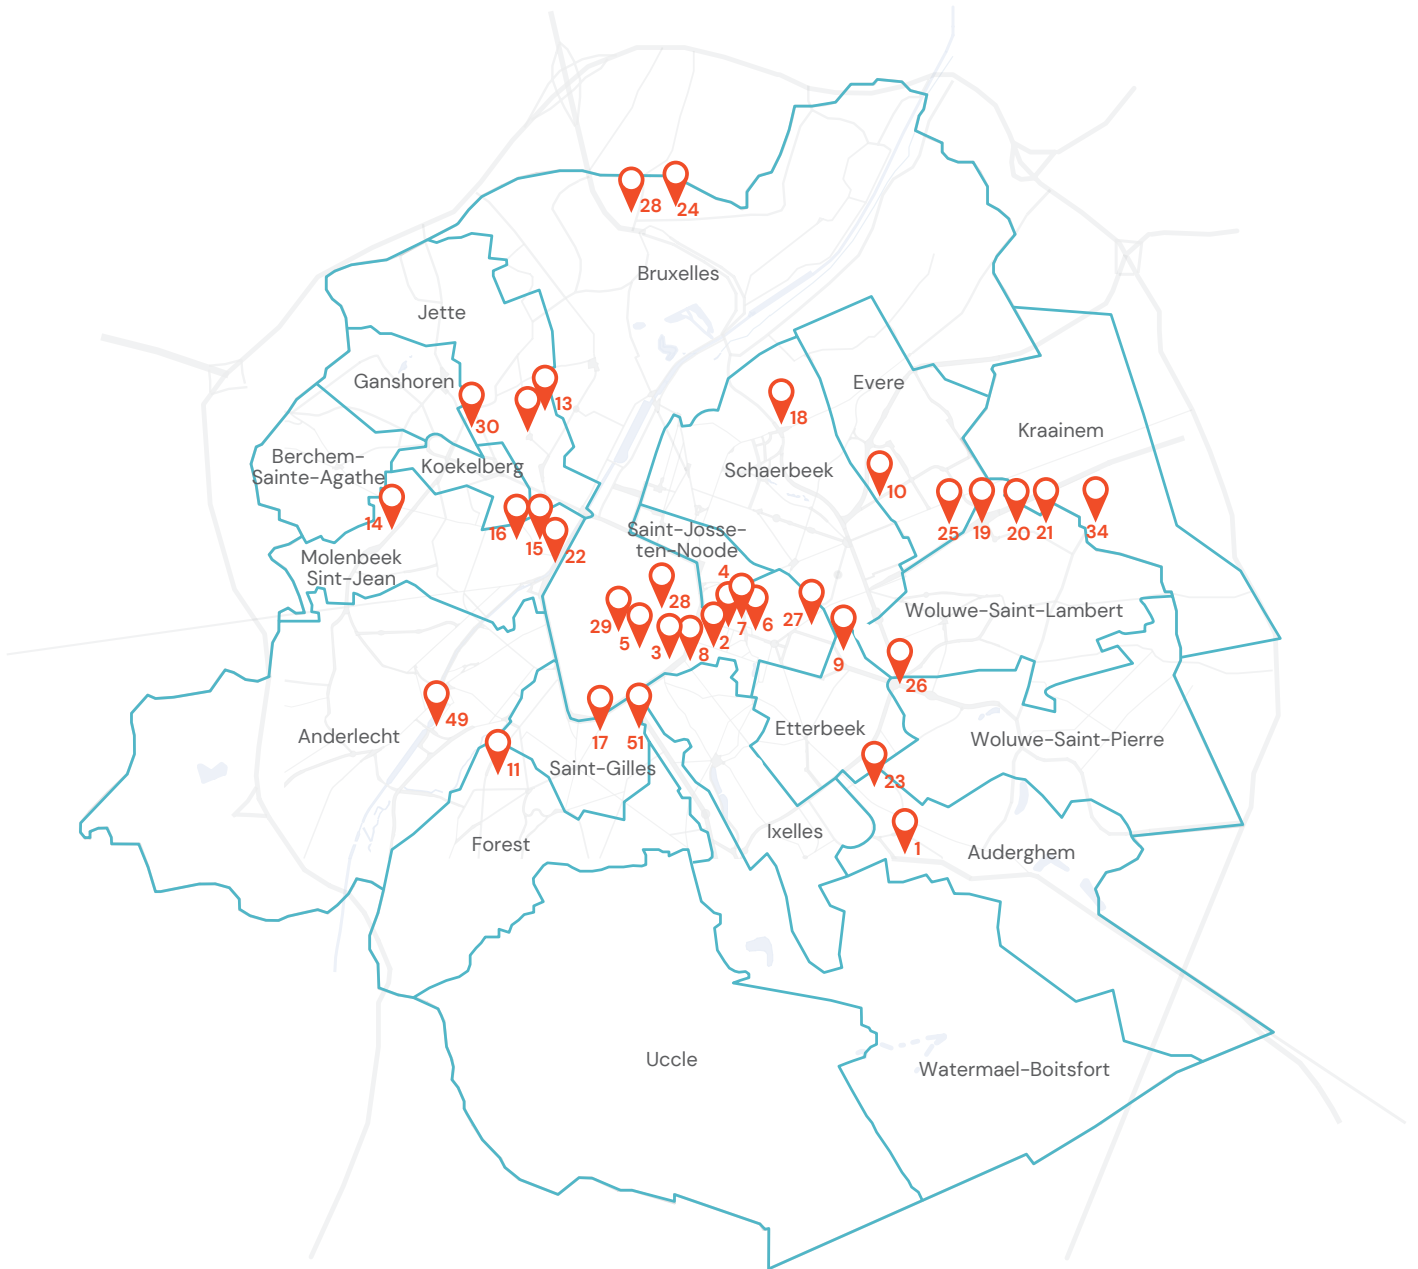 28
24
Bruxelles
Jette
Ganshoren
Evere
13
30
18
Kraainem
Berchem-
Sainte-Agathe
Koekelberg
Schaerbeek
10
14
16
15
22
25
19
20
21
34
Saint-Josse-
ten-Noode
Molenbeek
Sint-Jean
4
28
29
5
3
8
2
7
6
27
9
Woluwe-Saint-Lambert
26
49
Anderlecht
11
17
51
Saint-Gilles
Etterbeek
Woluwe-Saint-Pierre
23
Forest
Ixelles
1
Auderghem
Uccle
Watermael-Boitsfort